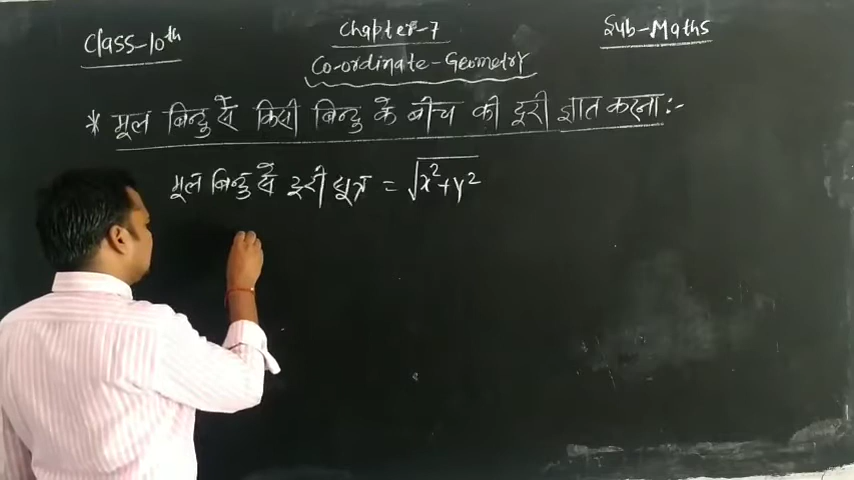 Class-10th
Chapter-7
Sub-Maths
Co-ordinate-Geometry
* मूल बिन्दु से किसी बिन्दु के बीच की दूरी ज्ञात करना :-
मूल बिन्दु से दूरी सूत्र = √x²+y²